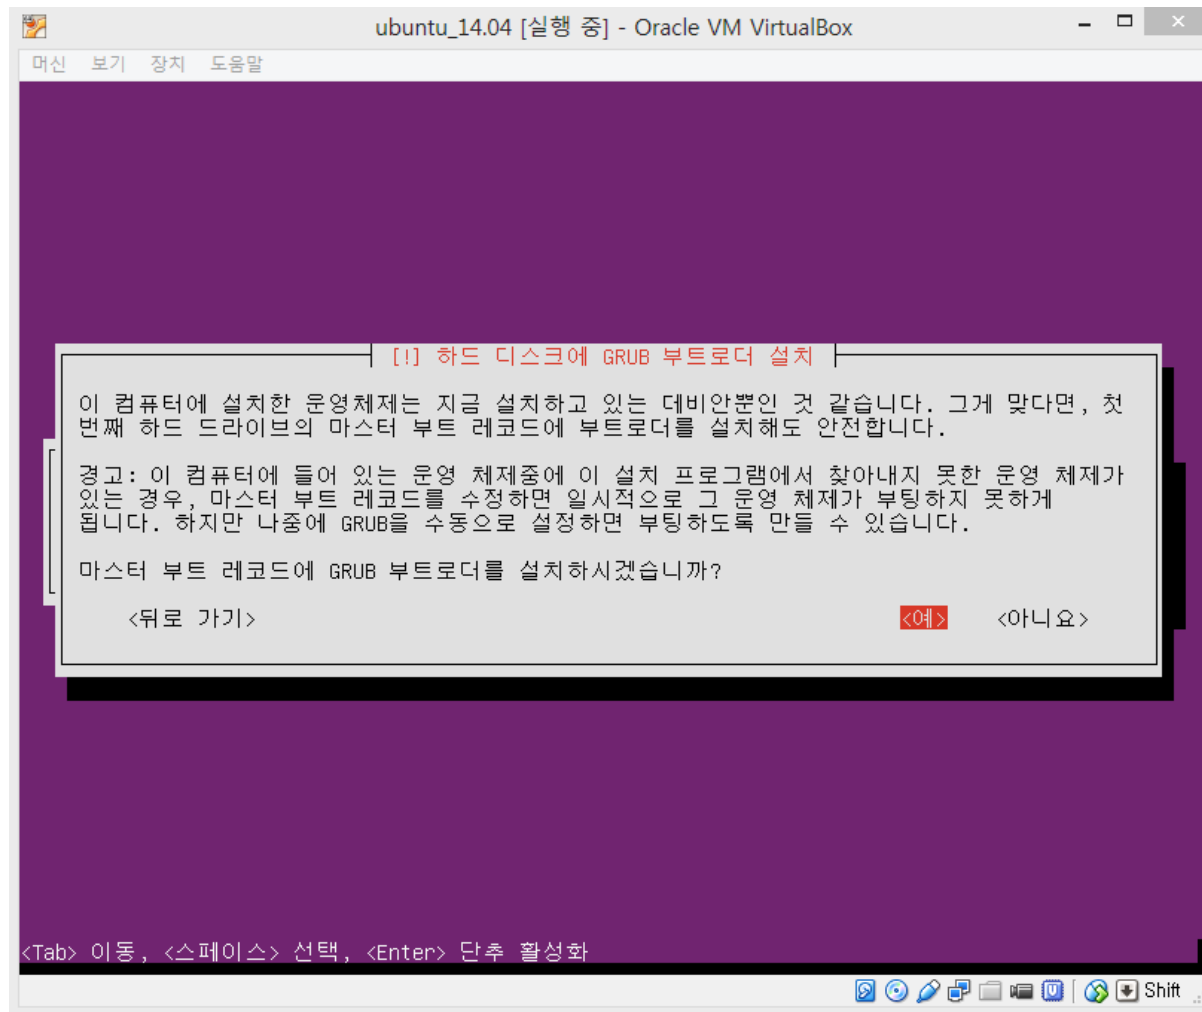 ubuntu_14.04 [실행 중] - Oracle VM VirtualBox
머신 보기 장치 도움말
[!] 하드 디스크에 GRUB 부트로더 설치
이 컴퓨터에 설치한 운영체제는 지금 설치하고 있는 데비안뿐인 것 같습니다. 그게 맞다면, 첫
번째 하드 드라이브의 마스터 부트 레코드에 부트로더를 설치해도 안전합니다.
경고: 이 컴퓨터에 들어 있는 운영 체제중에 이 설치 프로그램에서 찾아내지 못한 운영 체제가
있는 경우, 마스터 부트 레코드를 수정하면 일시적으로 그 운영 체제가 부팅하지 못하게
됩니다. 하지만 나중에 GRUB을 수동으로 설정하면 부팅하도록 만들 수 있습니다.
마스터 부트 레코드에 GRUB 부트로더를 설치하시겠습니까?
<뒤로 가기> <예> <아니요>
<Tab> 이동, <스페이스> 선택, <Enter> 단추 활성화
Shift